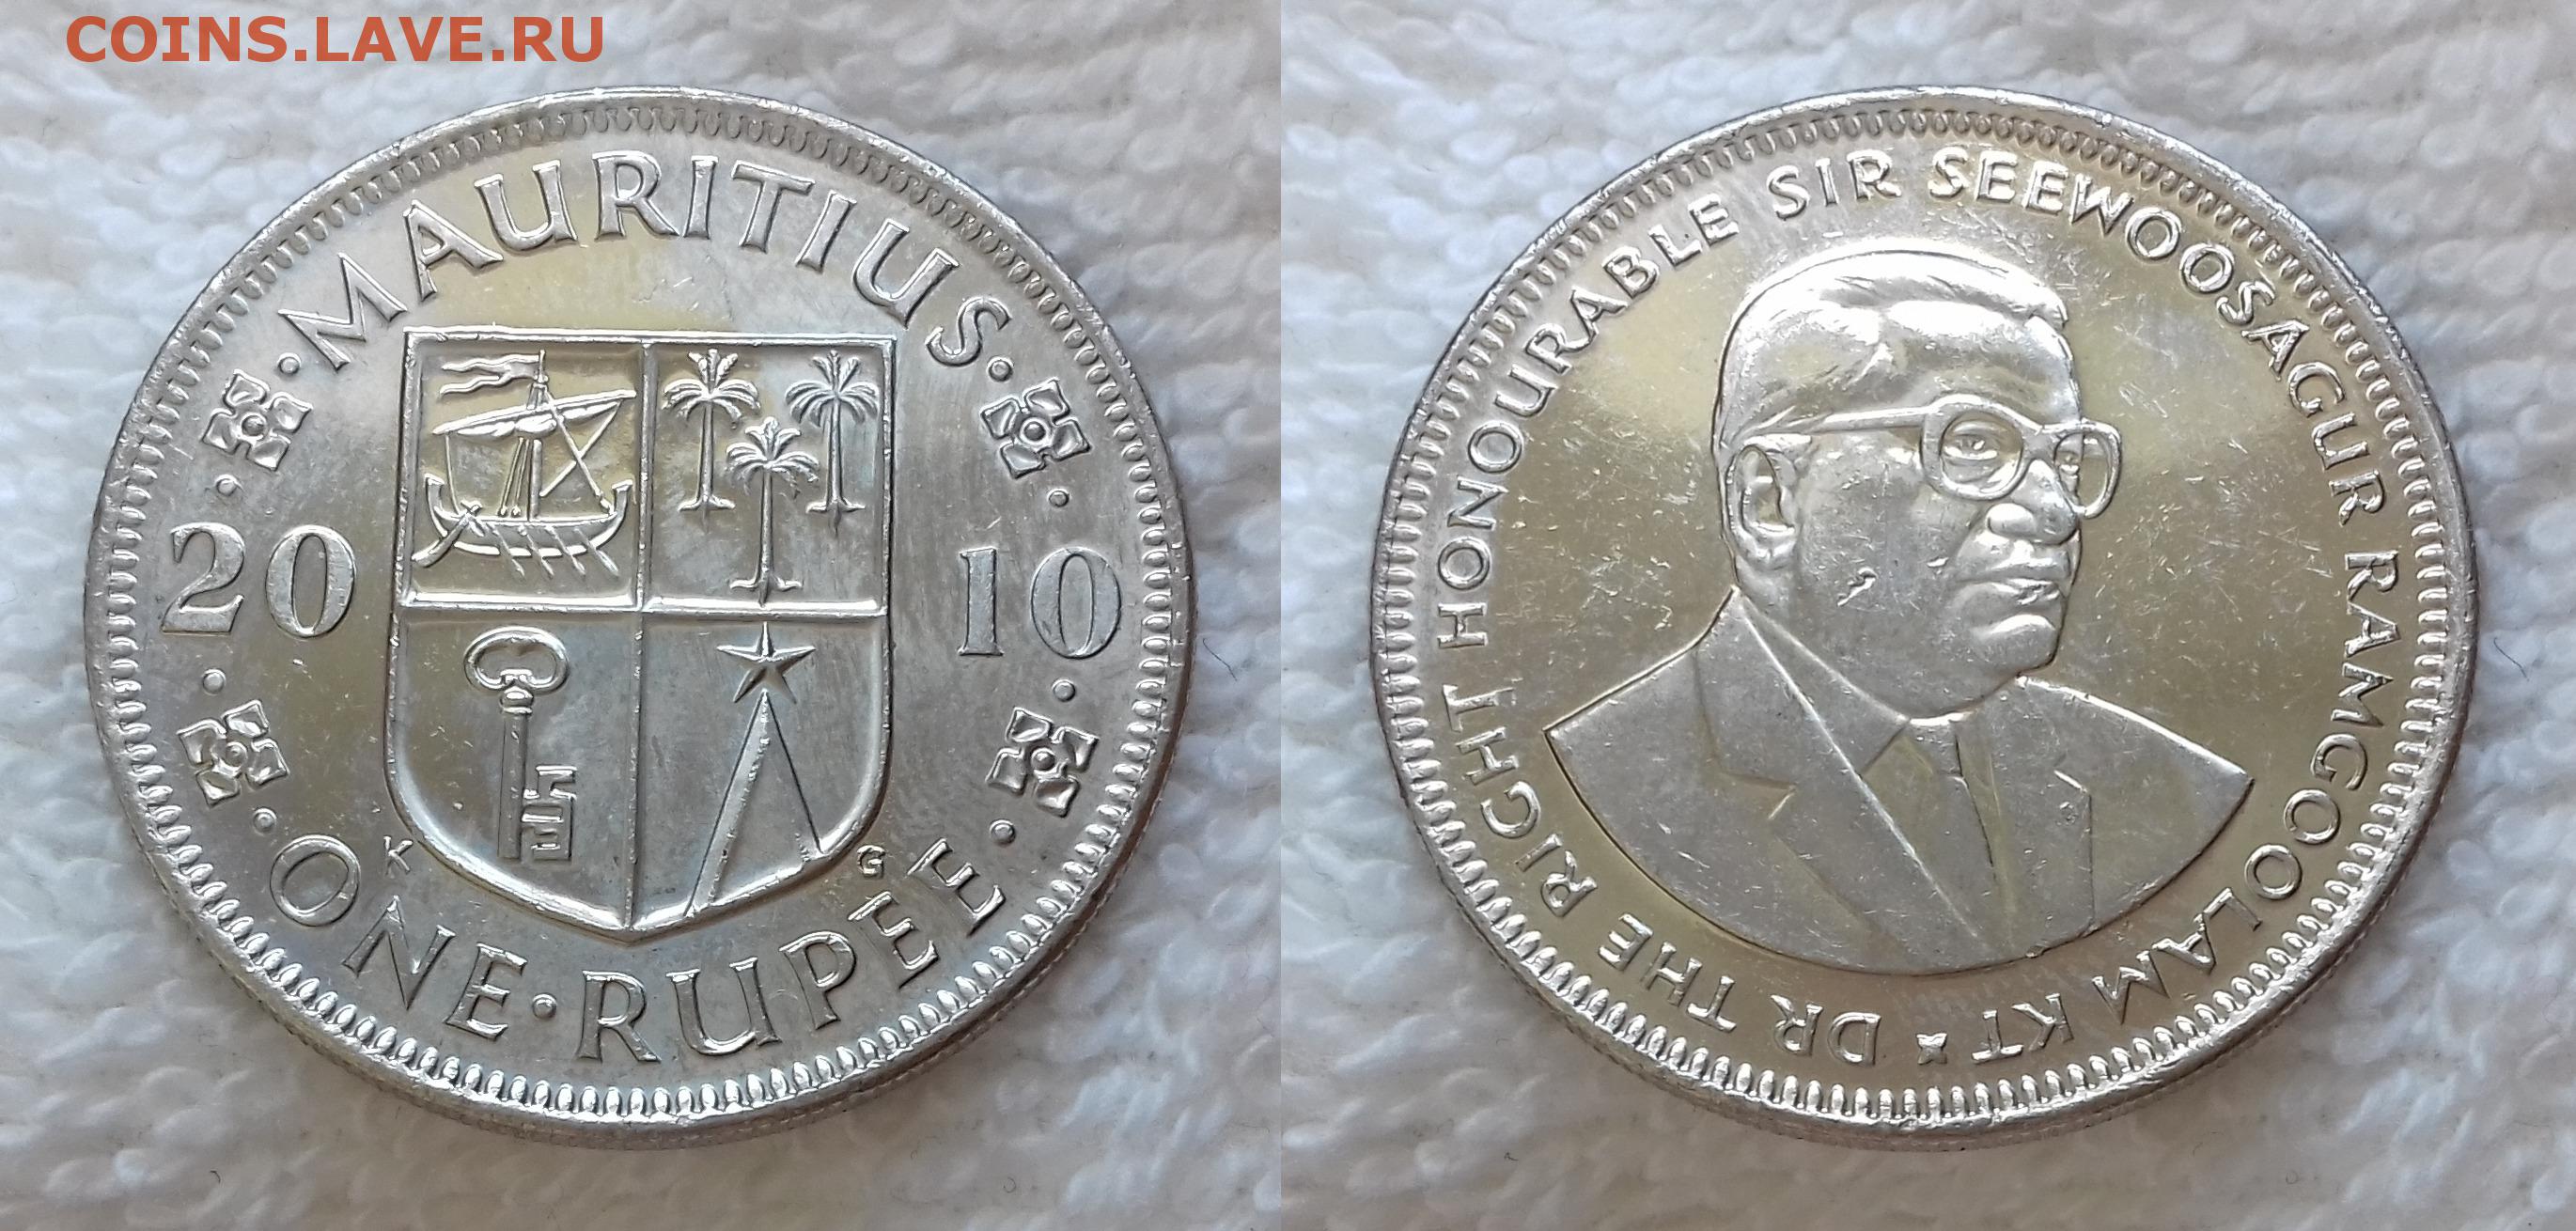 COINS.LAVE.RU
MAURITIUS
20 10
K G
ONE·RUPEE
DR THE RIGHT HONOURABLE SIR SEEWOOSAGUR RAMGOOLAM KT